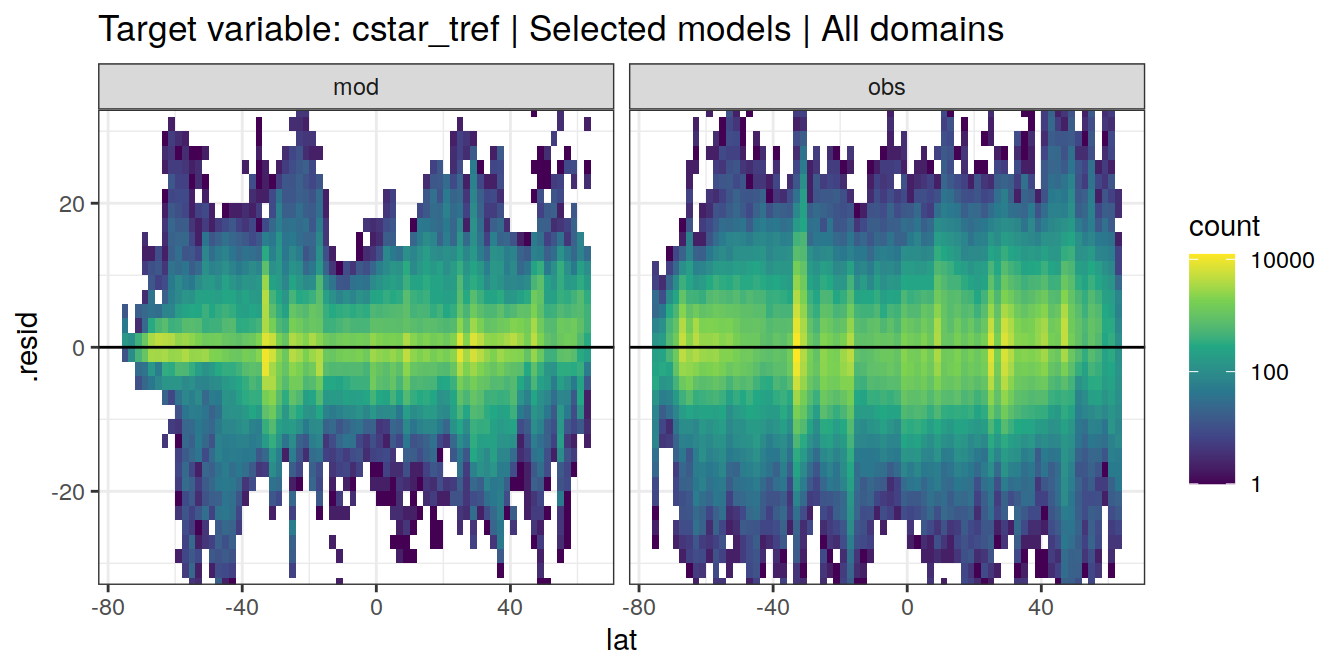 Target variable: cstar_tref | Selected models | All domains
mod
obs
.resid
20
0
-20
-80
-40
0
40
-80
-40
0
40
lat
count
10000
100
1